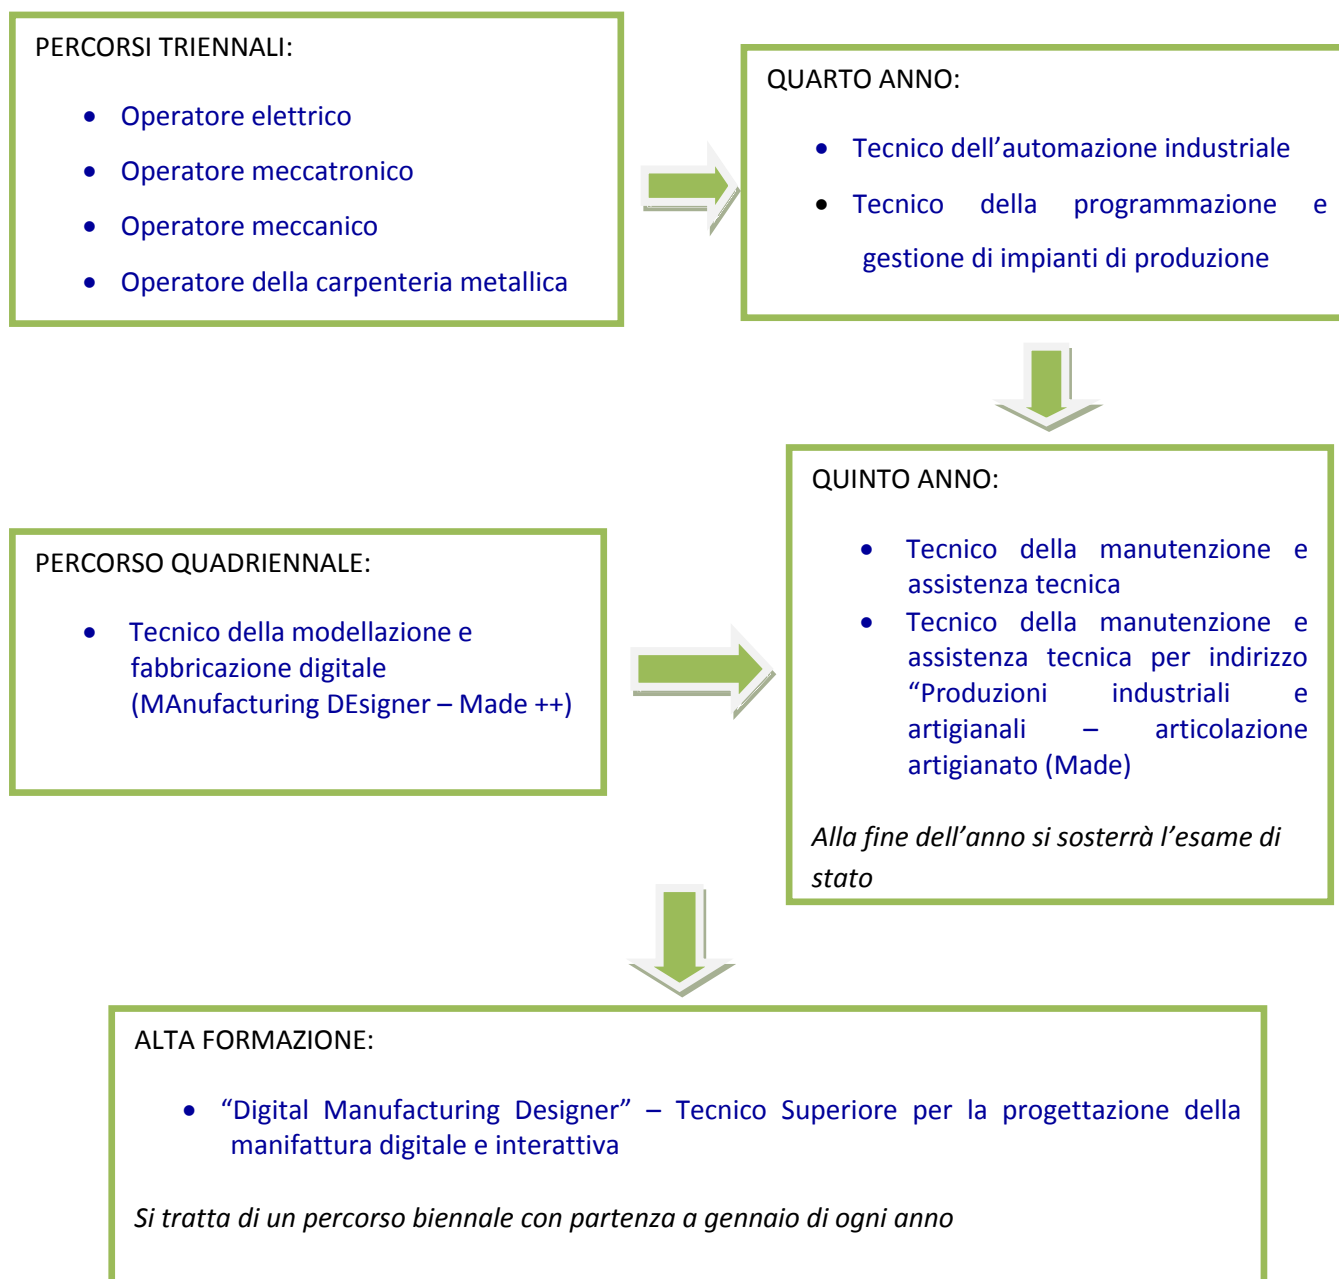 PERCORSI TRIENNALI:
• Operatore elettrico
• Operatore meccatronico
• Operatore meccanico
• Operatore della carpenteria metallica
QUARTO ANNO:
• Tecnico dell’automazione industriale
• Tecnico della programmazione e
gestione di impianti di produzione
PERCORSO QUADRIENNALE:
• Tecnico della modellazione e
fabbricazione digitale
(MAnufacturing DEsigner – Made ++)
QUINTO ANNO:
• Tecnico della manutenzione e
assistenza tecnica
• Tecnico della manutenzione e
assistenza tecnica per indirizzo
“Produzioni industriali e
artigianali – articolazione
artigianato (Made)
Alla fine dell’anno si sosterrà l’esame di
stato
ALTA FORMAZIONE:
• “Digital Manufacturing Designer” – Tecnico Superiore per la progettazione della
manifattura digitale e interattiva
Si tratta di un percorso biennale con partenza a gennaio di ogni anno